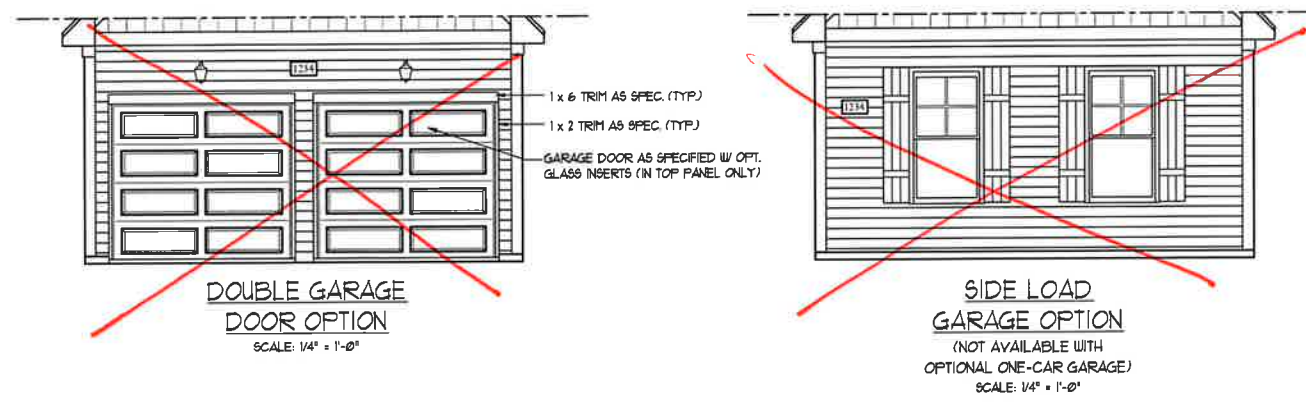 1234
1 x 6 TRIM AS SPEC. (TYP.)
1 x 2 TRIM AS SPEC. (TYP.)
GARAGE DOOR AS SPECIFIED W/ OPT.
GLASS INSERTS (IN TOP PANEL ONLY)
DOUBLE GARAGE
DOOR OPTION
SCALE: 1/4" = 1'-0"
1234
SIDE LOAD
GARAGE OPTION
(NOT AVAILABLE WITH
OPTIONAL ONE-CAR GARAGE)
SCALE: 1/4" = 1'-0"